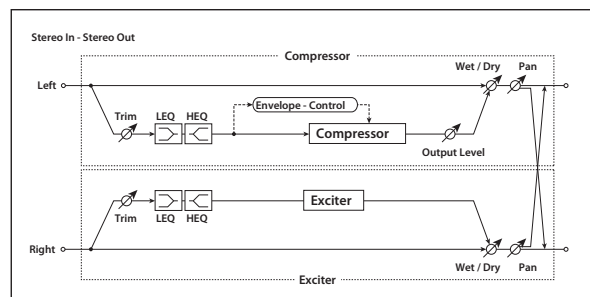 Stereo In - Stereo Out
Compressor
Wet / Dry Pan
Left
Envelope - Control
Trim LEQ HEQ
Compressor
Output Level
Exciter
Trim LEQ HEQ
Right
Wet / Dry Pan
Exciter